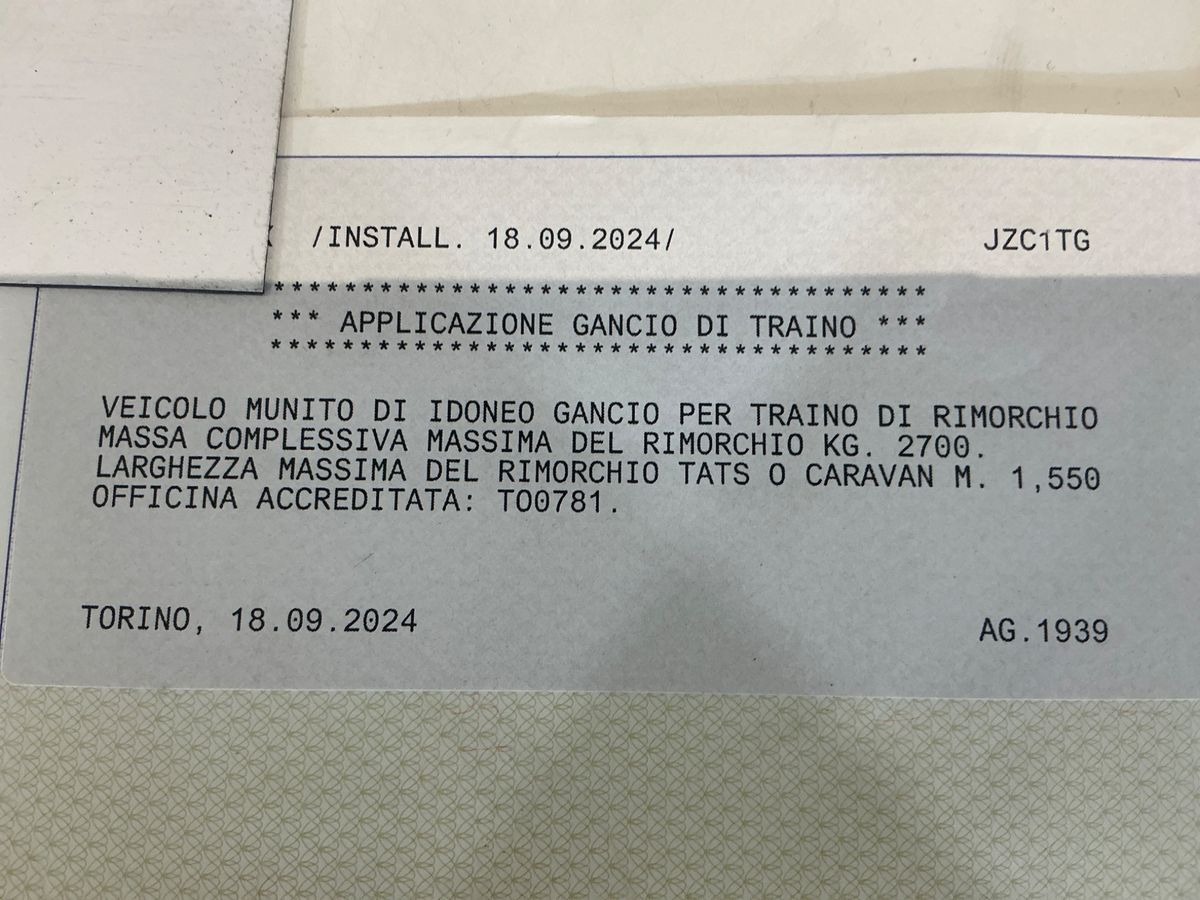 /INSTALL. 18.09.2024/ JZC1TG
*********************************************
*** APPLICAZIONE GANCIO DI TRAINO ***
*********************************************
VEICOLO MUNITO DI IDONEO GANCIO PER TRAINO DI RIMORCHIO
MASSA COMPLESSIVA MASSIMA DEL RIMORCHIO KG. 2700.
LARGHEZZA MASSIMA DEL RIMORCHIO TATS O CARAVAN M. 1,550
OFFICINA ACCREDITATA: TO0781.
TORINO, 18.09.2024 AG.1939